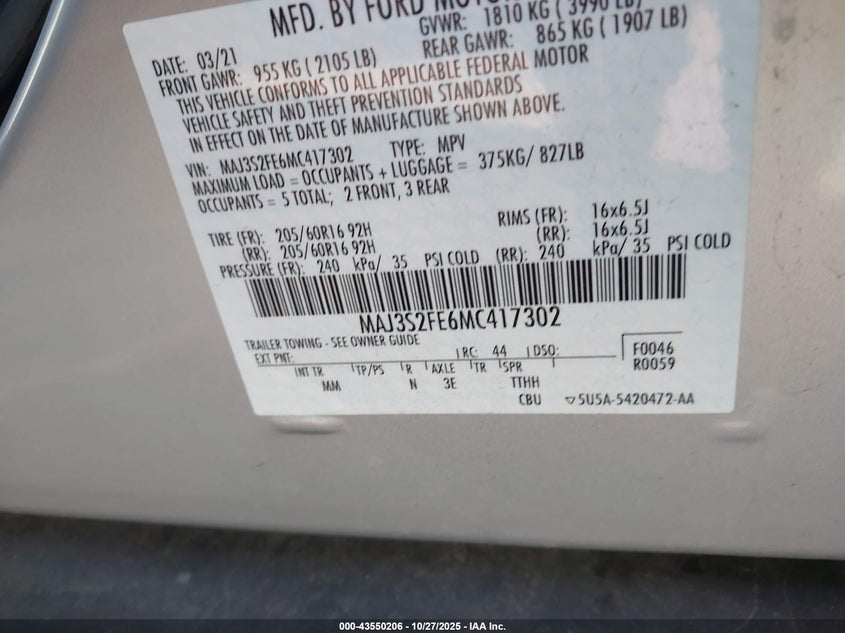 MFD. BY FORD MOTOR
GVWR: 1810 KG ( 3990 LB)
DATE: 03/21
REAR GAWR: 865 KG ( 1907 LB)
FRONT GAWR: 955 KG ( 2105 LB)
THIS VEHICLE CONFORMS TO ALL APPLICABLE FEDERAL MOTOR
VEHICLE SAFETY AND THEFT PREVENTION STANDARDS
IN EFFECT ON THE DATE OF MANUFACTURE SHOWN ABOVE.
VIN: MAJ3S2FE6MC417302 TYPE: MPV
MAXIMUM LOAD = OCCUPANTS + LUGGAGE = 375KG/ 827LB
OCCUPANTS = 5 TOTAL; 2 FRONT, 3 REAR
TIRE (FR): 205/60R16 92H RIMS (FR): 16x6.5J
(RR): 205/60R16 92H (RR): 16x6.5J
PRESSURE (FR): 240 kPa/ 35 PSI COLD (RR): 240 kPa/ 35 PSI COLD
MAJ3S2FE6MC417302
TRAILER TOWING - SEE OWNER GUIDE
EXT PNT: RC: 44 DSO: F0046
R0059
INT TR TP/PS R AXLE TR SPR
MM N 3E TTHH
CBU ▽5U5A-5420472-AA
000-43550206 - 10/27/2025 - IAA Inc.